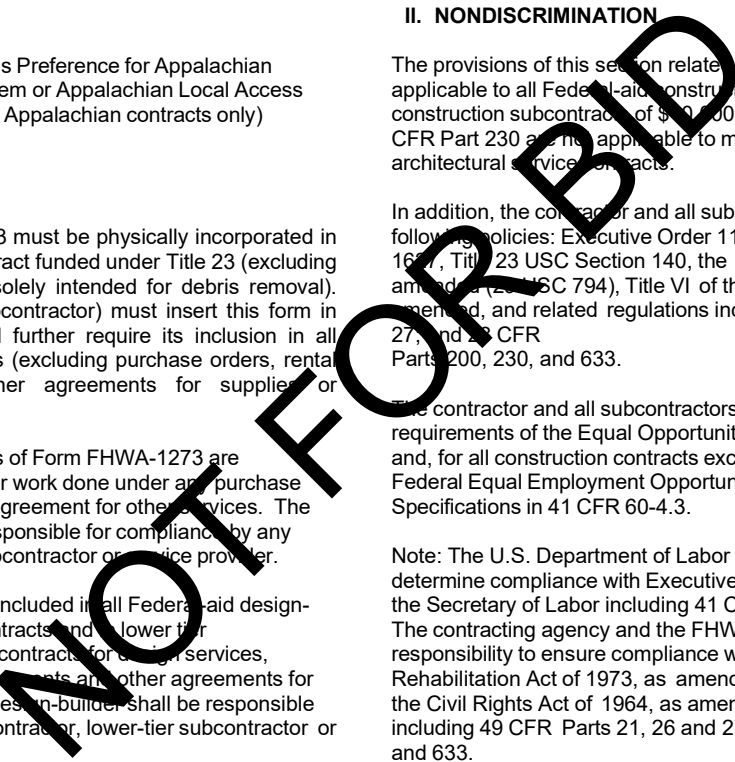 s Preference for Appalachian
em or Appalachian Local Access
Appalachian contracts only)
3 must be physically incorporated in
ract funded under Title 23 (excluding
solely intended for debris removal).
contractor) must insert this form in
further require its inclusion in all
s (excluding purchase orders, rental
her agreements for supplies or
s of Form FHWA-1273 are
r work done under any purchase
greement for other services. The
sponsible for compliance by any
contractor or service provider.
included in all Federal-aid design-
tracts and in lower tier
contracts for design services,
ents and other agreements for
design-builder shall be responsible
ontractor, lower-tier subcontractor or
II. NONDISCRIMINATION
The provisions of this section relate
applicable to all Federal-aid constru
construction subcontracts of $10,000
CFR Part 230 are not applicable to m
architectural service contracts.
In addition, the contractor and all sub
following policies: Executive Order 11
Title 23 USC Section 140, the
amended (29 USC 794), Title VI of th
amended, and related regulations inc
27, and 23 CFR
Parts 200, 230, and 633.
The contractor and all subcontractors
requirements of the Equal Opportunit
and, for all construction contracts exc
Federal Equal Employment Opportun
Specifications in 41 CFR 60-4.3.
Note: The U.S. Department of Labor
determine compliance with Executive
the Secretary of Labor including 41 C
The contracting agency and the FHW
responsibility to ensure compliance w
Rehabilitation Act of 1973, as amend
the Civil Rights Act of 1964, as amen
including 49 CFR Parts 21, 26 and 2
and 633.
NOT FOR BID